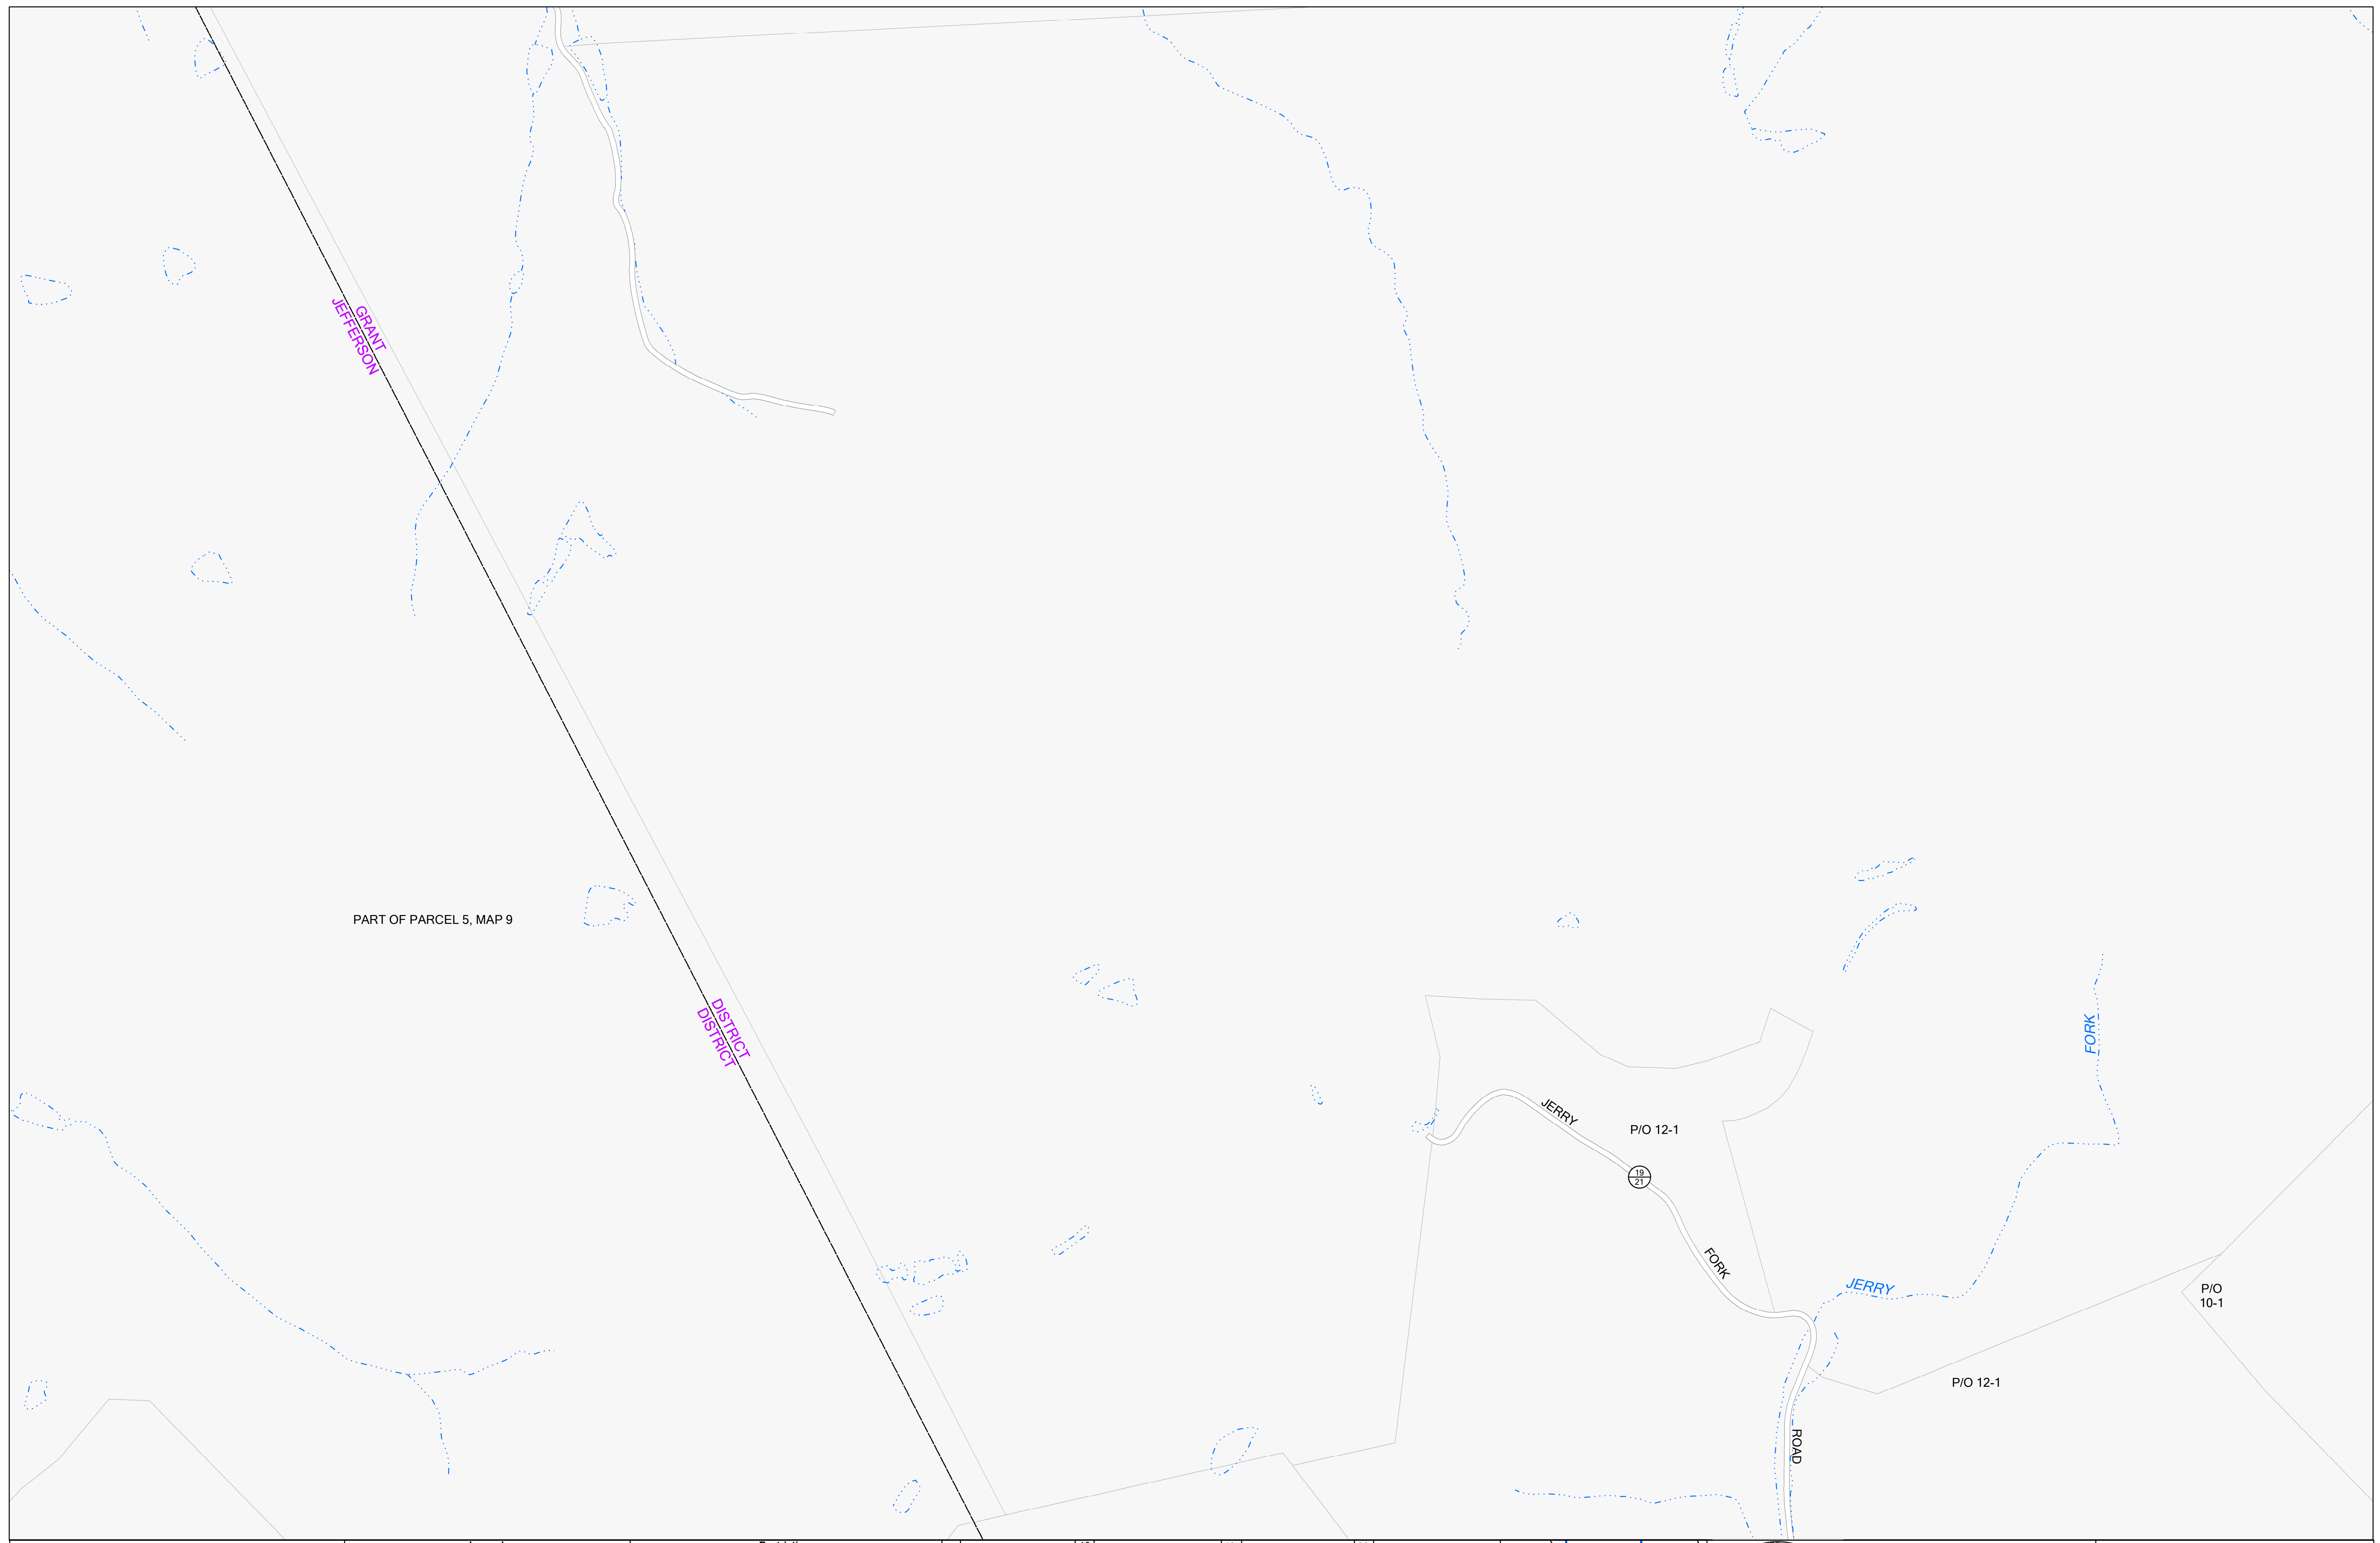 GRANT
JEFFERSON
PART OF PARCEL 5, MAP 9
DISTRICT
DISTRICT
FORK
JERRY
P/O 12-1
19
21
FORK
JERRY
P/O
10-1
P/O 12-1
ROAD